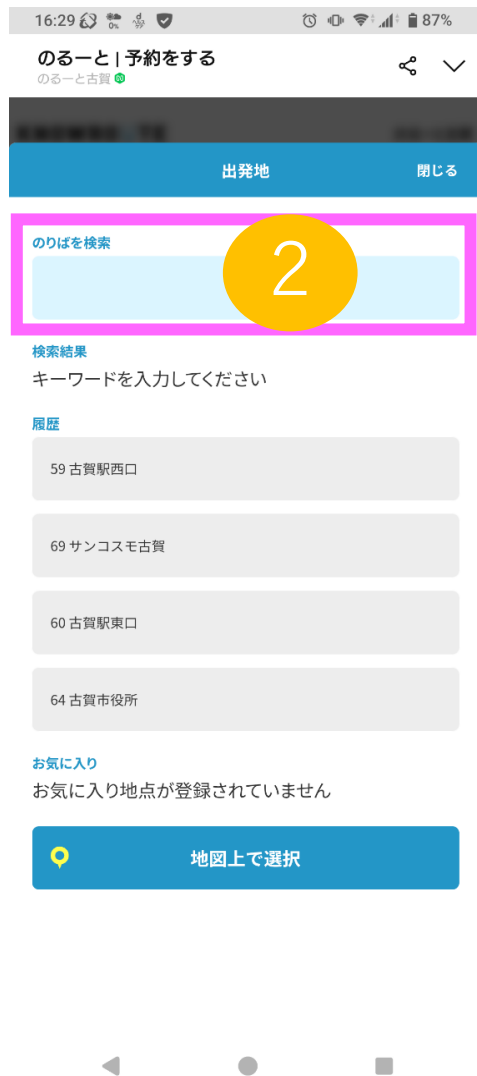 16:29
0%
87%
のるーと | 予約をする
のるーと古賀
出発地
閉じる
のりばを検索
2
検索結果
キーワードを入力してください
履歴
59 古賀駅西口
69 サンコスモ古賀
60 古賀駅東口
64 古賀市役所
お気に入り
お気に入り地点が登録されていません
地図上で選択